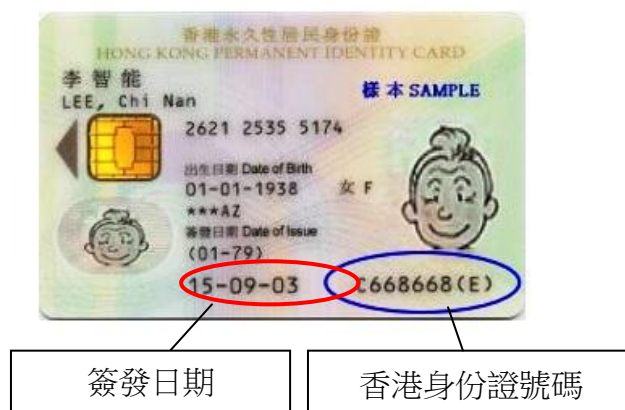 香港永久性居民身份證
HONG KONG PERMANENT IDENTITY CARD
李智能
LEE, Chi Nan
樣本 SAMPLE
2621 2535 5174
出生日期 Date of Birth
01-01-1938 女 F
***AZ
簽發日期 Date of Issue
(01-79)
15-09-03 C668668(E)
簽發日期 香港身份證號碼